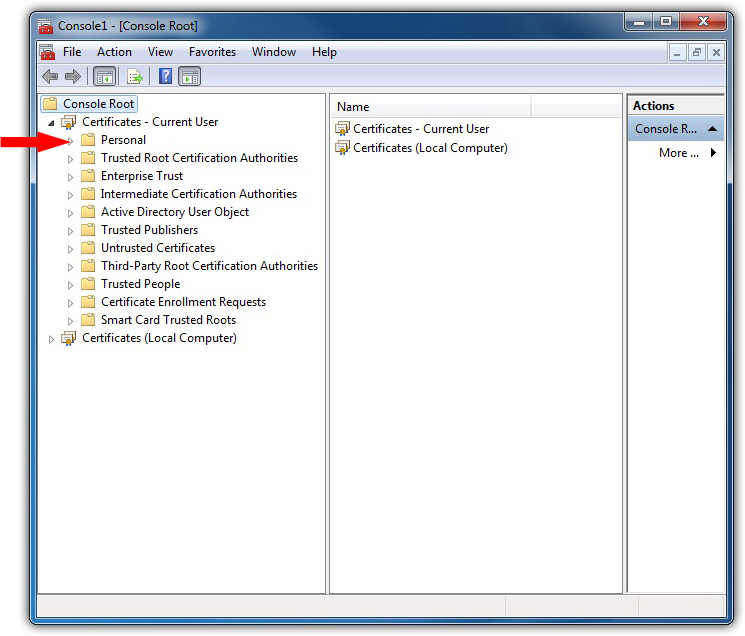 Console1 - [Console Root]
File Action View Favorites Window Help
Console Root
Certificates - Current User
Personal
Trusted Root Certification Authorities
Enterprise Trust
Intermediate Certification Authorities
Active Directory User Object
Trusted Publishers
Untrusted Certificates
Third-Party Root Certification Authorities
Trusted People
Certificate Enrollment Requests
Smart Card Trusted Roots
Certificates (Local Computer)
Name
Certificates - Current User
Certificates (Local Computer)
Actions
Console R...
More ...